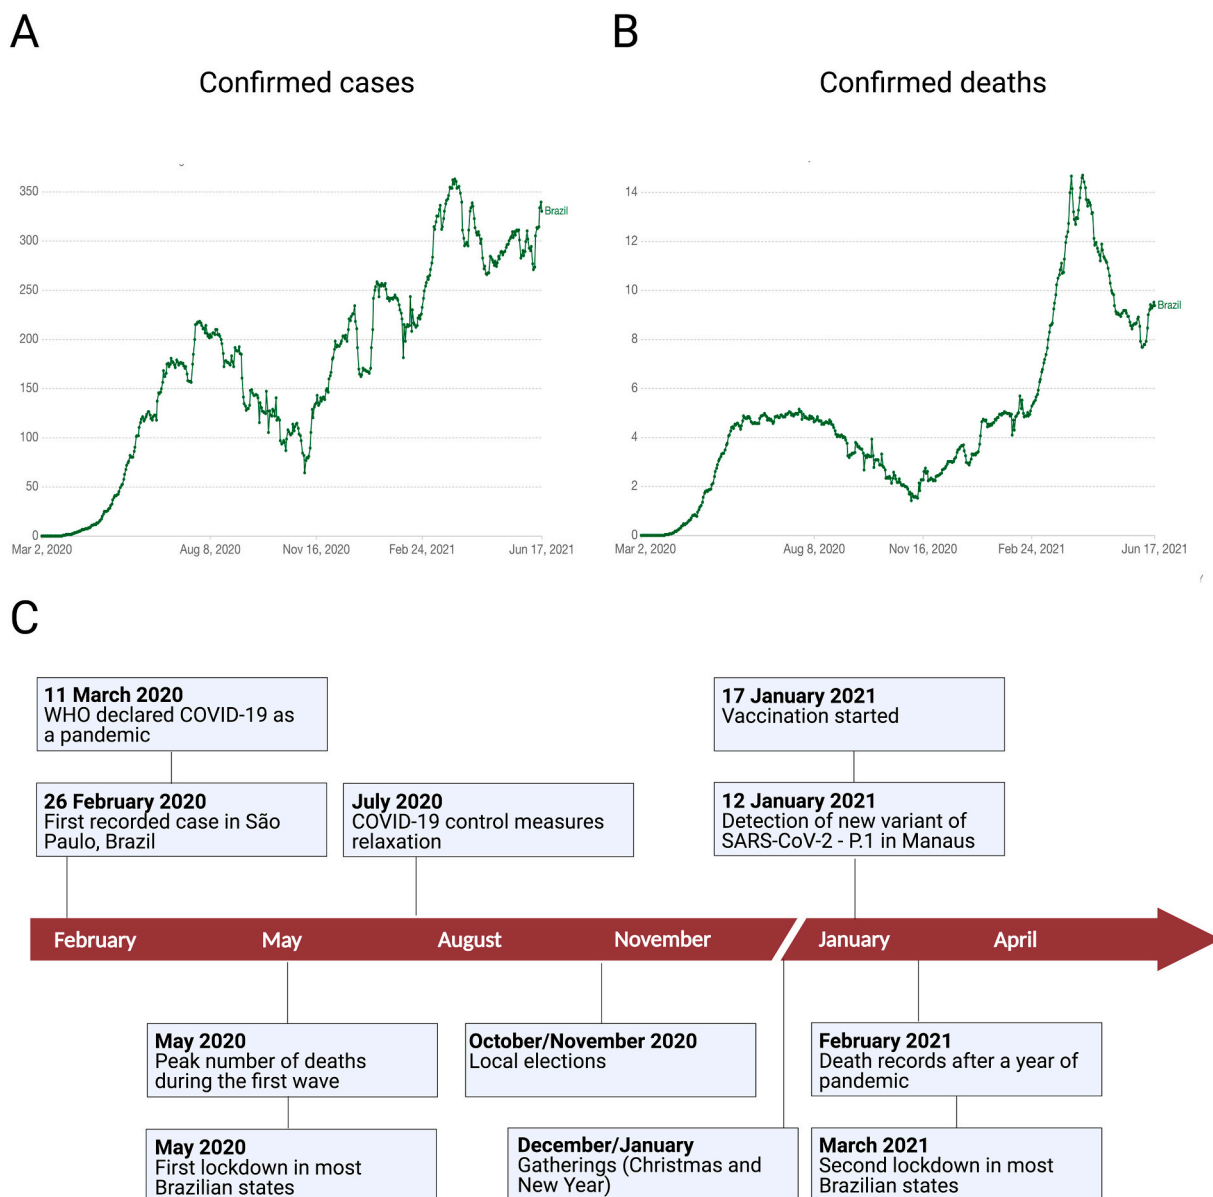 A
B
Confirmed cases
Confirmed deaths
350
300
250
200
150
100
50
0
Brazil
Mar 2, 2020
Aug 8, 2020
Nov 16, 2020
Feb 24, 2021
Jun 17, 2021
14
12
10
8
6
4
2
0
Brazil
Mar 2, 2020
Aug 8, 2020
Nov 16, 2020
Feb 24, 2021
Jun 17, 2021
C
11 March 2020
WHO declared COVID-19 as
a pandemic
17 January 2021
Vaccination started
26 February 2020
First recorded case in São
Paulo, Brazil
July 2020
COVID-19 control measures
relaxation
12 January 2021
Detection of new variant of
SARS-CoV-2 - P.1 in Manaus
February
May
August
November
January
April
May 2020
Peak number of deaths
during the first wave
October/November 2020
Local elections
February 2021
Death records after a year of
pandemic
May 2020
First lockdown in most
Brazilian states
December/January
Gatherings (Christmas and
New Year)
March 2021
Second lockdown in most
Brazilian states